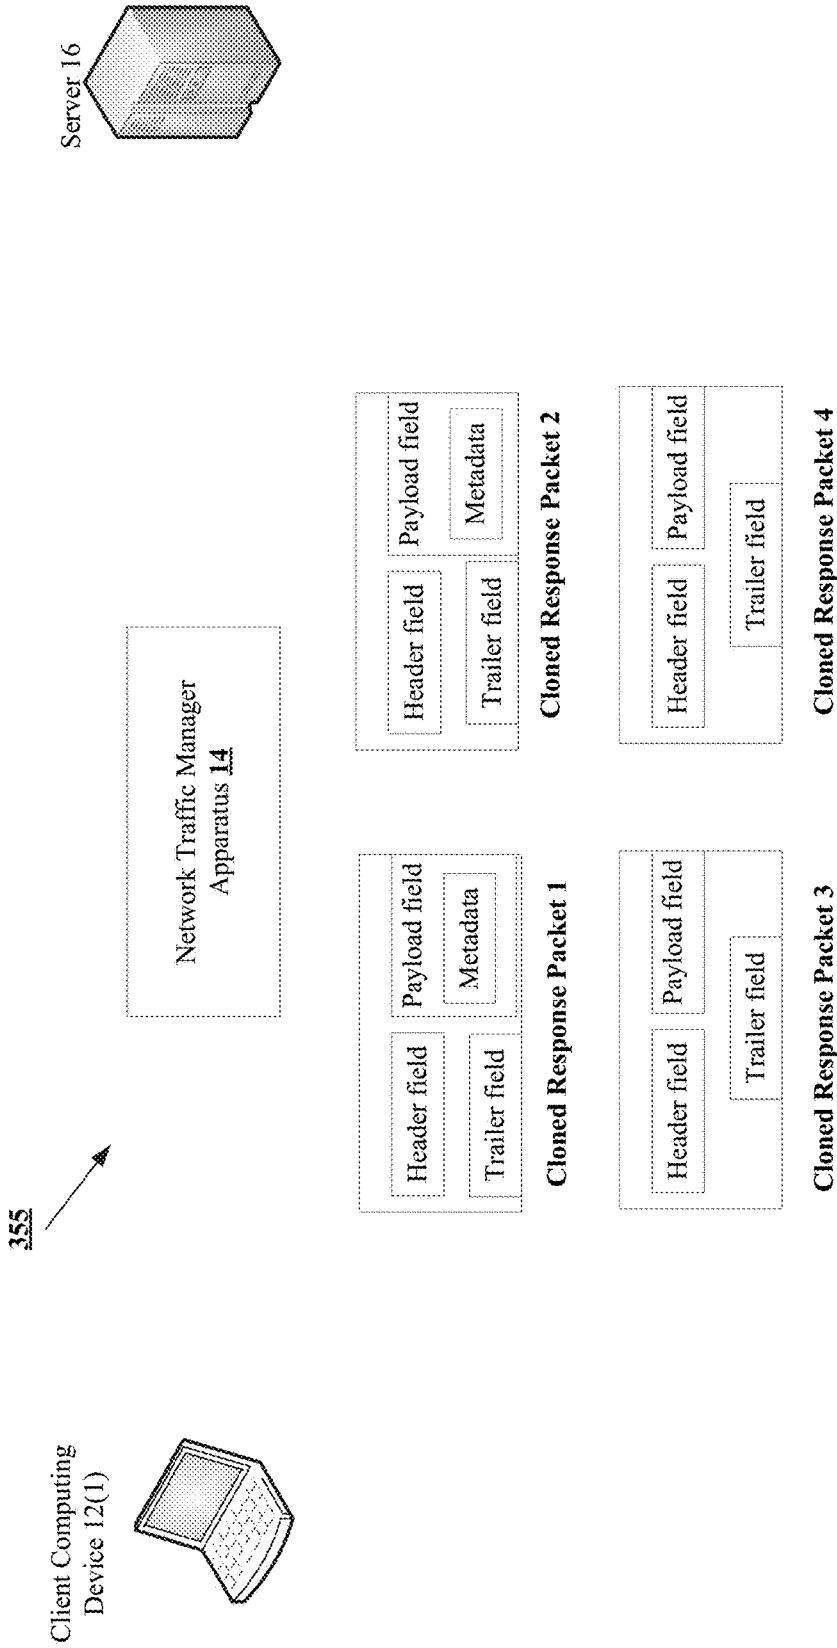 355
Client Computing
Device 12(1)
Network Traffic Manager
Apparatus 14
Server 16
Header field
Payload field
Metadata
Trailer field
Cloned Response Packet 1
Header field
Payload field
Metadata
Trailer field
Cloned Response Packet 2
Header field
Payload field
Trailer field
Cloned Response Packet 3
Header field
Payload field
Trailer field
Cloned Response Packet 4